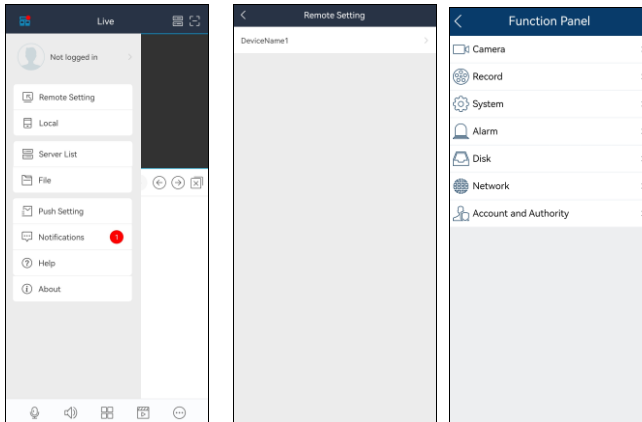 Live
Not logged in
Remote Setting
Local
Server List
File
Push Setting
Notifications
1
Help
About
Remote Setting
DeviceName1
Function Panel
Camera
Record
System
Alarm
Disk
Network
Account and Authority